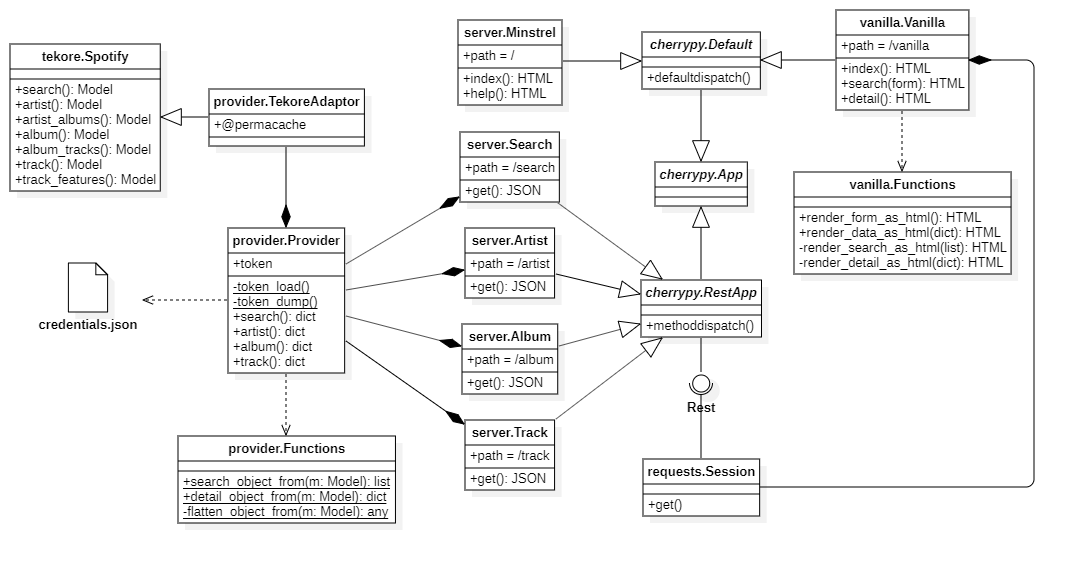 tekore.Spotify
+search(): Model
+artist(): Model
+artist_albums(): Model
+album(): Model
+album_tracks(): Model
+track(): Model
+track_features(): Model
provider.TekoreAdaptor
+@permacache
provider.Provider
+token
-token_load()
-token_dump()
+search(): dict
+artist(): dict
+album(): dict
+track(): dict
credentials.json
provider.Functions
+search_object_from(m: Model): list
+detail_object_from(m: Model): dict
-flatten_object_from(m: Model): any
server.Minstrel
+path = /
+index(): HTML
+help(): HTML
server.Search
+path = /search
+get(): JSON
server.Artist
+path = /artist
+get(): JSON
server.Album
+path = /album
+get(): JSON
server.Track
+path = /track
+get(): JSON
cherrypy.Default
+defaultdispatch()
cherrypy.App
cherrypy.RestApp
+methoddispatch()
Rest
requests.Session
+get()
vanilla.Vanilla
+path = /vanilla
+index(): HTML
+search(form): HTML
+detail(): HTML
vanilla.Functions
+render_form_as_html(): HTML
+render_data_as_html(dict): HTML
-render_search_as_html(list): HTML
-render_detail_as_html(dict): HTML